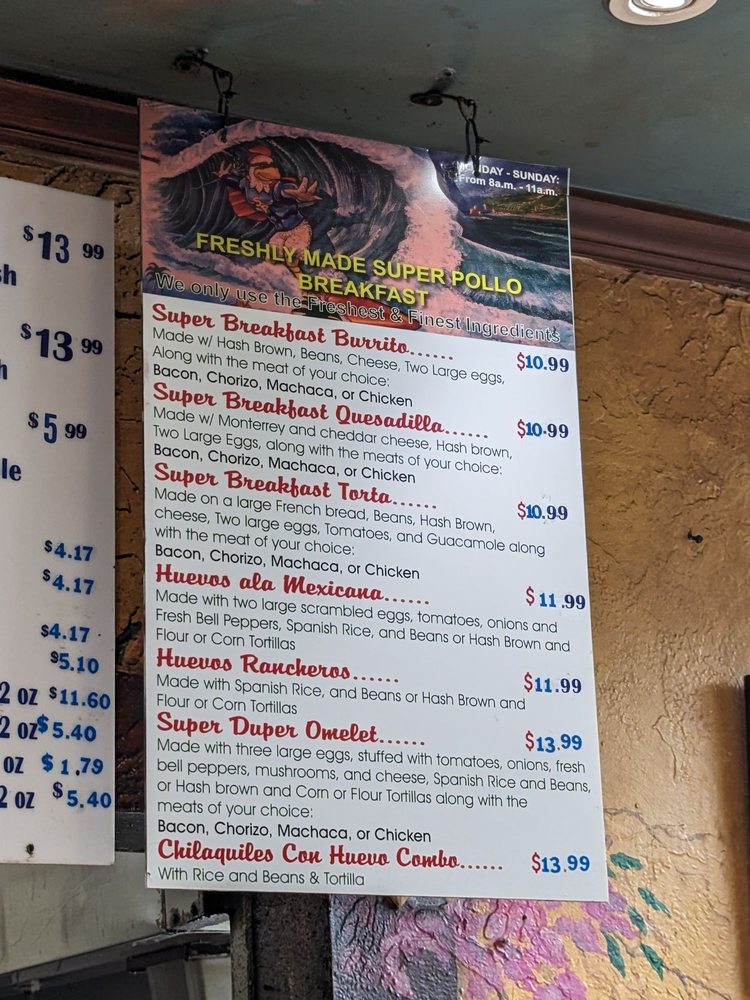 $13 99
$13 99
$5 99
le
$4.17
$4.17
$4.17
$5.10
2 oz $11.60
2 oz $5.40
oz $1.79
2 oz $5.40
- SUNDAY:
From 8a.m. - 11a.m.
FRESHLY MADE SUPER POLLO
BREAKFAST
We only use the Freshest & Finest Ingredients
Super Breakfast Burrito...... $10.99
Made w/ Hash Brown, Beans, Cheese, Two Large eggs,
Along with the meat of your choice:
Bacon, Chorizo, Machaca, or Chicken
Super Breakfast Quesadilla...... $10.99
Made w/ Monterrey and cheddar cheese, Hash brown,
Two Large Eggs, along with the meats of your choice:
Bacon, Chorizo, Machaca, or Chicken
Super Breakfast Torta...... $10.99
Made on a large French bread, Beans, Hash Brown,
cheese, Two large eggs, Tomatoes, and Guacamole along
with the meat of your choice:
Bacon, Chorizo, Machaca, or Chicken
Huevos ala Mexicana...... $11.99
Made with two large scrambled eggs, tomatoes, onions and
Fresh Bell Peppers, Spanish Rice, and Beans or Hash Brown and
Flour or Corn Tortillas
Huevos Rancheros...... $11.99
Made with Spanish Rice, and Beans or Hash Brown and
Flour or Corn Tortillas
Super Duper Omelet...... $13.99
Made with three large eggs, stuffed with tomatoes, onions, fresh
bell peppers, mushrooms, and cheese, Spanish Rice and Beans,
or Hash brown and Corn or Flour Tortillas along with the
meats of your choice:
Bacon, Chorizo, Machaca, or Chicken
Chilaquiles Con Huevo Combo...... $13.99
With Rice and Beans & Tortilla